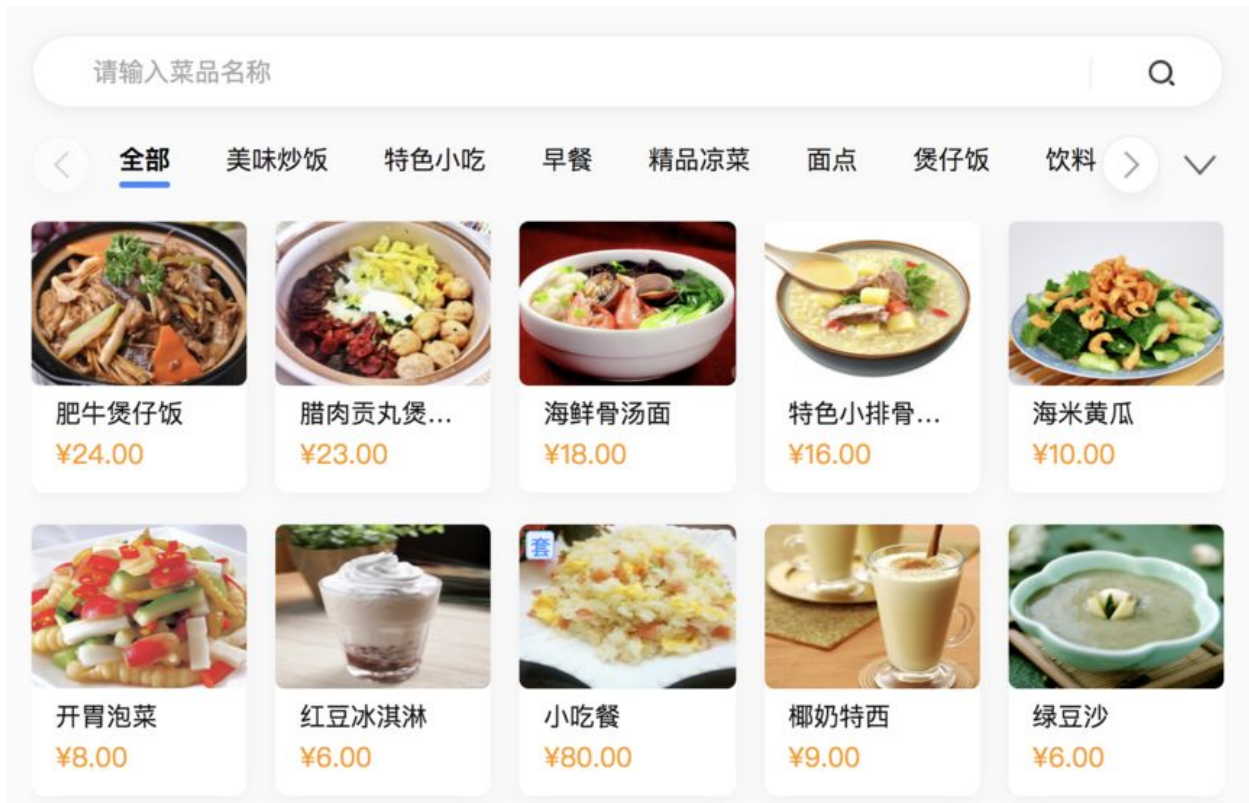 请输入菜品名称
全部 美味炒饭 特色小吃 早餐 精品凉菜 面点 煲仔饭 饮料
肥牛煲仔饭 腊肉贡丸煲... 海鲜骨汤面 特色小排骨... 海米黄瓜
¥24.00 ¥23.00 ¥18.00 ¥16.00 ¥10.00
套
开胃泡菜 红豆冰淇淋 小吃餐 椰奶特西 绿豆沙
¥8.00 ¥6.00 ¥80.00 ¥9.00 ¥6.00